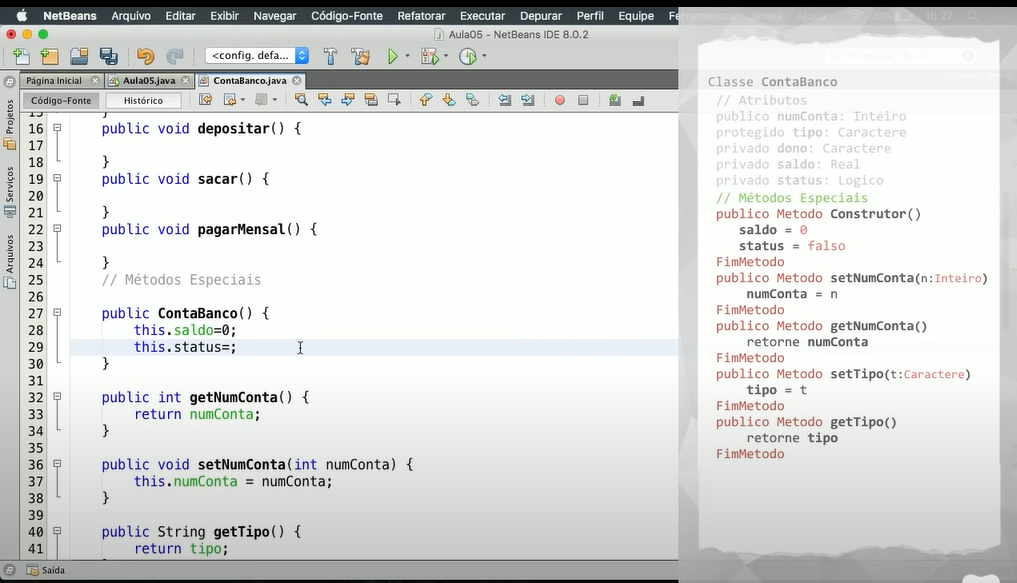 NetBeans Arquivo Editar Exibir Navegar Código-Fonte Refatorar Executar Depurar Perfil Equipe Ferramentas Janela Ajuda 10:27
Aula05 - NetBeans IDE 8.0.2
<config. defa...
Página Inicial Aula05.java ContaBanco.java
Código-Fonte Histórico
Projetos
Serviços
Arquivos
15 }
16 public void depositar() {
17
18 }
19 public void sacar() {
20
21 }
22 public void pagarMensal() {
23
24 }
25 // Métodos Especiais
26
27 public ContaBanco() {
28 this.saldo=0;
29 this.status=;
30 }
31
32 public int getNumConta() {
33 return numConta;
34 }
35
36 public void setNumConta(int numConta) {
37 this.numConta = numConta;
38 }
39
40 public String getTipo() {
41 return tipo;
Saída
Classe ContaBanco
// Atributos
publico numConta: Inteiro
protegido tipo: Caractere
privado dono: Caractere
privado saldo: Real
privado status: Logico
// Métodos Especiais
publico Metodo Construtor()
saldo = 0
status = falso
FimMetodo
publico Metodo setNumConta(n:Inteiro)
numConta = n
FimMetodo
publico Metodo getNumConta()
retorne numConta
FimMetodo
publico Metodo setTipo(t:Caractere)
tipo = t
FimMetodo
publico Metodo getTipo()
retorne tipo
FimMetodo